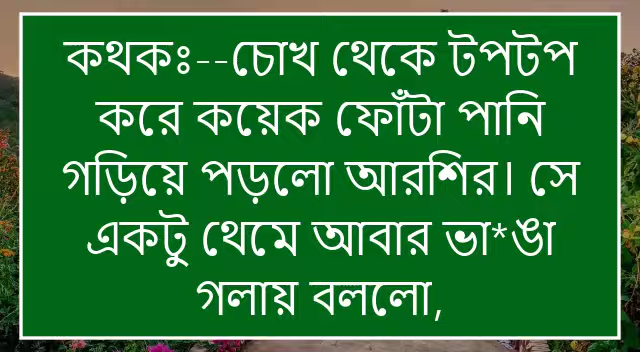 কথকঃ--চোখ থেকে টপটপ
করে কয়েক ফোঁটা পানি
গড়িয়ে পড়লো আরশির। সে
একটু থেমে আবার ভা*ঙা
গলায় বললো,